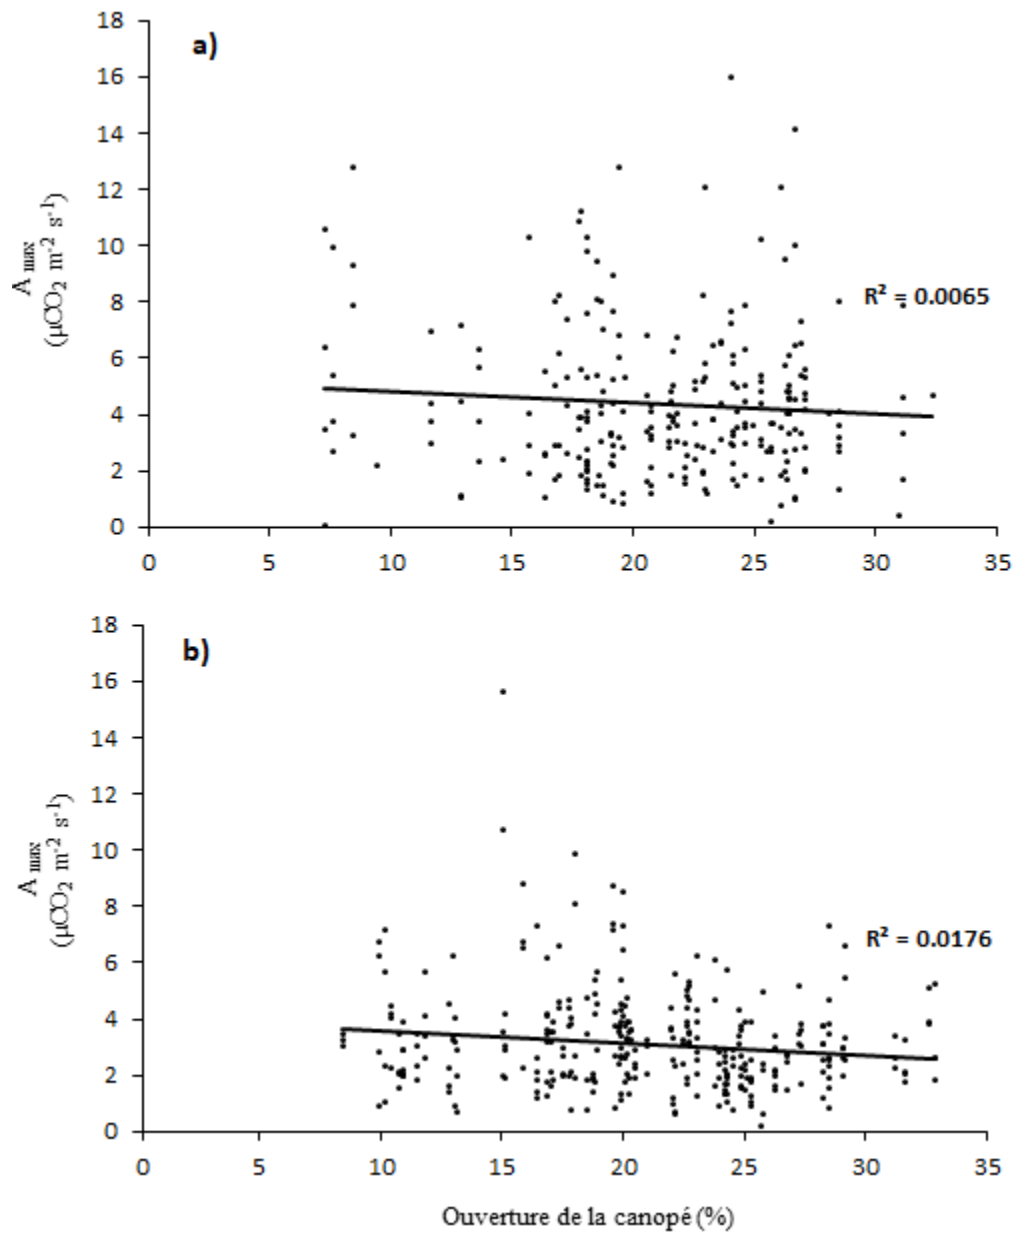 a)
18
16
14
12
10
8
6
4
2
0
A max
(µCO₂ m⁻² s⁻¹)
R² = 0.0065
0 5 10 15 20 25 30 35
b)
18
16
14
12
10
8
6
4
2
0
A max
(µCO₂ m⁻² s⁻¹)
R² = 0.0176
0 5 10 15 20 25 30 35
Ouverture de la canopé (%)